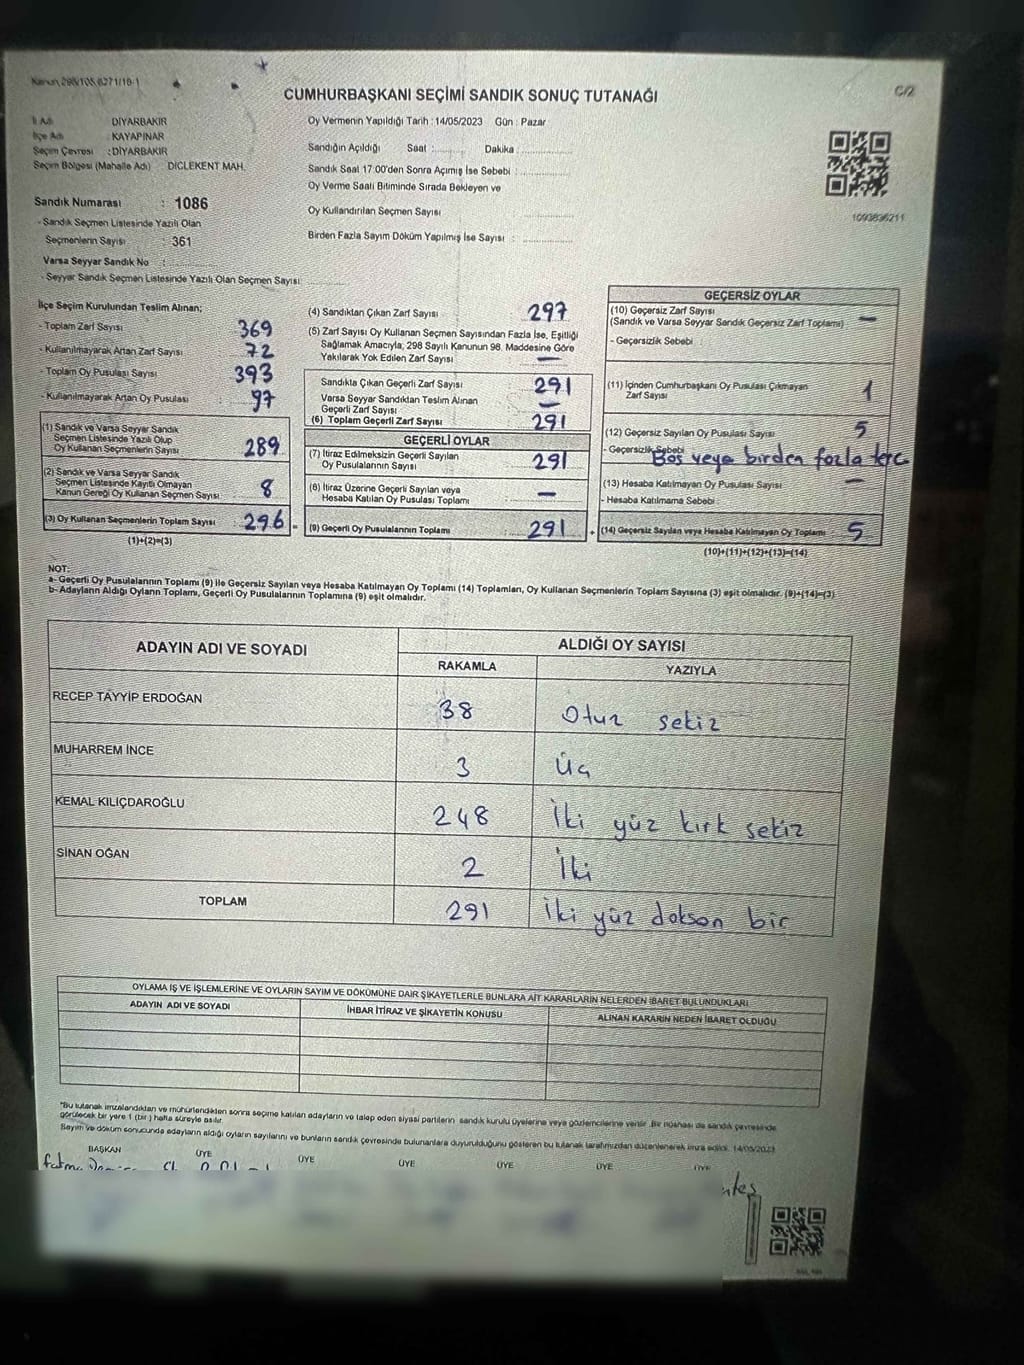 Kanun 298/105,6271/18-1
C/2
CUMHURBAŞKANI SEÇİMİ SANDIK SONUÇ TUTANAĞI
İl Adı DİYARBAKIR
İlçe Adı : KAYAPINAR
Seçim Çevresi : DİYARBAKIR
Seçim Bölgesi (Mahalle Adı) DİCLEKENT MAH.
Sandık Numarası : 1086
- Sandık Seçmen Listesinde Yazılı Olan
Seçmenlerin Sayısı : 361
Varsa Seyyar Sandık No :
- Seyyar Sandık Seçmen Listesinde Yazılı Olan Seçmen Sayısı:
Oy Vermenin Yapıldığı Tarih : 14/05/2023 Gün : Pazar
Sandığın Açıldığı Saat : Dakika :
Sandık Saat 17:00'den Sonra Açımış İse Sebebi :
Oy Verme Saati Bitiminde Sırada Bekleyen ve
Oy Kullandırılan Seçmen Sayısı :
Birden Fazla Sayım Döküm Yapılmış İse Sayısı :
1093836211
İlçe Seçim Kurulundan Teslim Alınan;
- Toplam Zarf Sayısı 369
- Kullanılmayarak Artan Zarf Sayısı 72
- Toplam Oy Pusulası Sayısı 393
- Kullanılmayarak Artan Oy Pusulası 97
(1) Sandık ve Varsa Seyyar Sandık
Seçmen Listesinde Yazılı Olup
Oy Kullanan Seçmenlerin Sayısı : 289
(2) Sandık ve Varsa Seyyar Sandık
Seçmen Listesinde Kayıtlı Olmayan
Kanun Gereği Oy Kullanan Seçmen Sayısı : 8
(3) Oy Kullanan Seçmenlerin Toplam Sayısı : 296 =
(1)+(2)=(3)
(4) Sandıktan Çıkan Zarf Sayısı 297
(5) Zarf Sayısı Oy Kullanan Seçmen Sayısından Fazla İse, Eşitliği
Sağlamak Amacıyla, 298 Sayılı Kanunun 98. Maddesine Göre
Yakılarak Yok Edilen Zarf Sayısı —
Sandıkta Çıkan Geçerli Zarf Sayısı 291
Varsa Seyyar Sandıktan Teslim Alınan
Geçerli Zarf Sayısı —
(6) Toplam Geçerli Zarf Sayısı 291
GEÇERLİ OYLAR
(7) İtiraz Edilmeksizin Geçerli Sayılan
Oy Pusulalarının Sayısı 291
(8) İtiraz Üzerine Geçerli Sayılan veya
Hesaba Katılan Oy Pusulası Toplamı —
(9) Geçerli Oy Pusulalarının Toplamı 291 +
GEÇERSİZ OYLAR
(10) Geçersiz Zarf Sayısı —
(Sandık ve Varsa Seyyar Sandık Geçersiz Zarf Toplamı)
- Geçersizlik Sebebi :
(11) İçinden Cumhurbaşkanı Oy Pusulası Çıkmayan
Zarf Sayısı 1
(12) Geçersiz Sayılan Oy Pusulası Sayısı 5
- Geçersizlik Sebebi Boş veya birden fazla terc
(13) Hesaba Katılmayan Oy Pusulası Sayısı —
- Hesaba Katılmama Sebebi :
(14) Geçersiz Sayılan veya Hesaba Katılmayan Oy Toplamı : 5
(10)+(11)+(12)+(13)=(14)
NOT:
a- Geçerli Oy Pusulalarının Toplamı (9) ile Geçersiz Sayılan veya Hesaba Katılmayan Oy Toplamı (14) Toplamları, Oy Kullanan Seçmenlerin Toplam Sayısına (3) eşit olmalıdır. (9)+(14)=(3)
b- Adayların Aldığı Oyların Toplamı, Geçerli Oy Pusulalarının Toplamına (9) eşit olmalıdır.
ADAYIN ADI VE SOYADI ALDIĞI OY SAYISI
RAKAMLA YAZIYLA
RECEP TAYYİP ERDOĞAN 38 Otuz sekiz
MUHARREM İNCE 3 Üç
KEMAL KILIÇDAROĞLU 248 İki yüz kırk sekiz
SİNAN OĞAN 2 İki
TOPLAM 291 İki yüz dokson bir
OYLAMA İŞ VE İŞLEMLERİNE VE OYLARIN SAYIM VE DÖKÜMÜNE DAİR ŞİKAYETLERLE BUNLARA AİT KARARLARIN NELERDEN İBARET BULUNDUKLARI
ADAYIN ADI VE SOYADI İHBAR İTİRAZ VE ŞİKAYETİN KONUSU ALINAN KARARIN NEDEN İBARET OLDUĞU
"Bu tutanak imzalandıktan ve mühürlendikten sonra seçime katılan adayların ve talep eden siyasi partilerin sandık kurulu üyelerine veya gözlemcilerine verilir. Bir nüshası da sandık çevresinde
görülecek bir yere 1 (bir) hafta süreyle asılır.
Sayım ve döküm sonucunda adayların aldığı oyların sayılarını ve bunların sandık çevresinde bulunanlara duyurulduğunu gösteren bu tutanak tarafımızdan düzenlenerek imza edildi. 14/05/2023
BAŞKAN ÜYE ÜYE ÜYE ÜYE ÜYE ÜYE